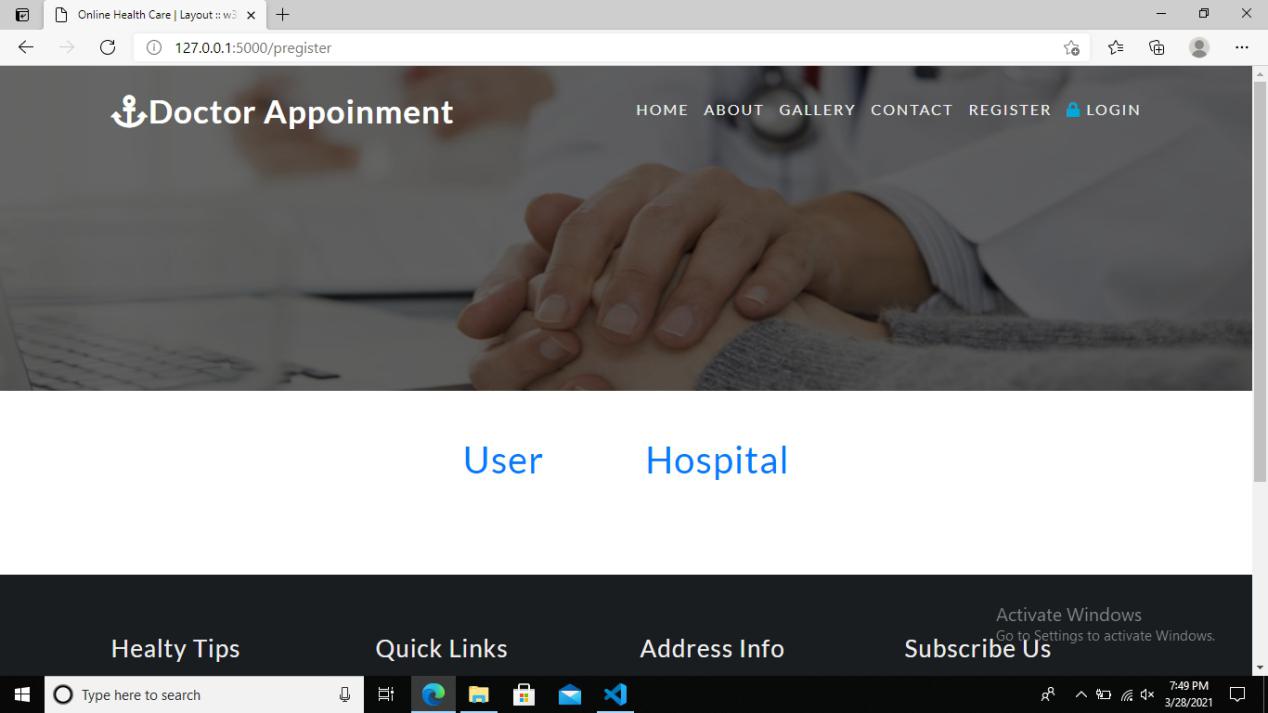 Online Health Care | Layout :: w3
127.0.0.1:5000/pregister
Doctor Appoinment
HOME ABOUT GALLERY CONTACT REGISTER LOGIN
User Hospital
Activate Windows
Go to Settings to activate Windows.
Healty Tips Quick Links Address Info Subscribe Us
Type here to search
7:49 PM
3/28/2021